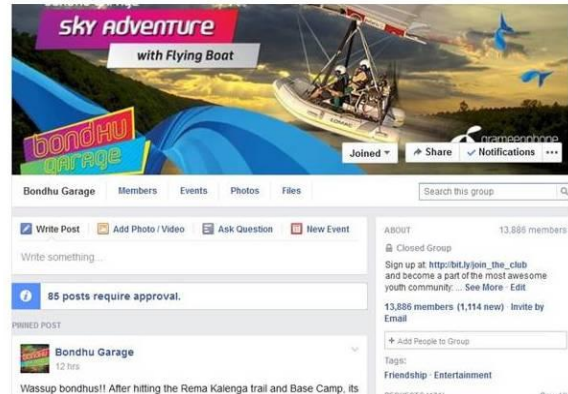 SKY ADVENTURE
with Flying Boat
bondhu
garage
grameenphone
Joined
Share
Notifications
Bondhu Garage
Members
Events
Photos
Files
Search this group
Write Post
Add Photo / Video
Ask Question
New Event
Write something...
85 posts require approval.
PINNED POST
Bondhu Garage
12 hrs
Wassup bondhus!! After hitting the Rema Kalenga trail and Base Camp, its
ABOUT
13,886 members
Closed Group
Sign up at: http://bit.ly/join_the_club
and become a part of the most awesome
youth community: ... See More · Edit
13,886 members (1,114 new) · Invite by
Email
+ Add People to Group
Tags:
Friendship · Entertainment